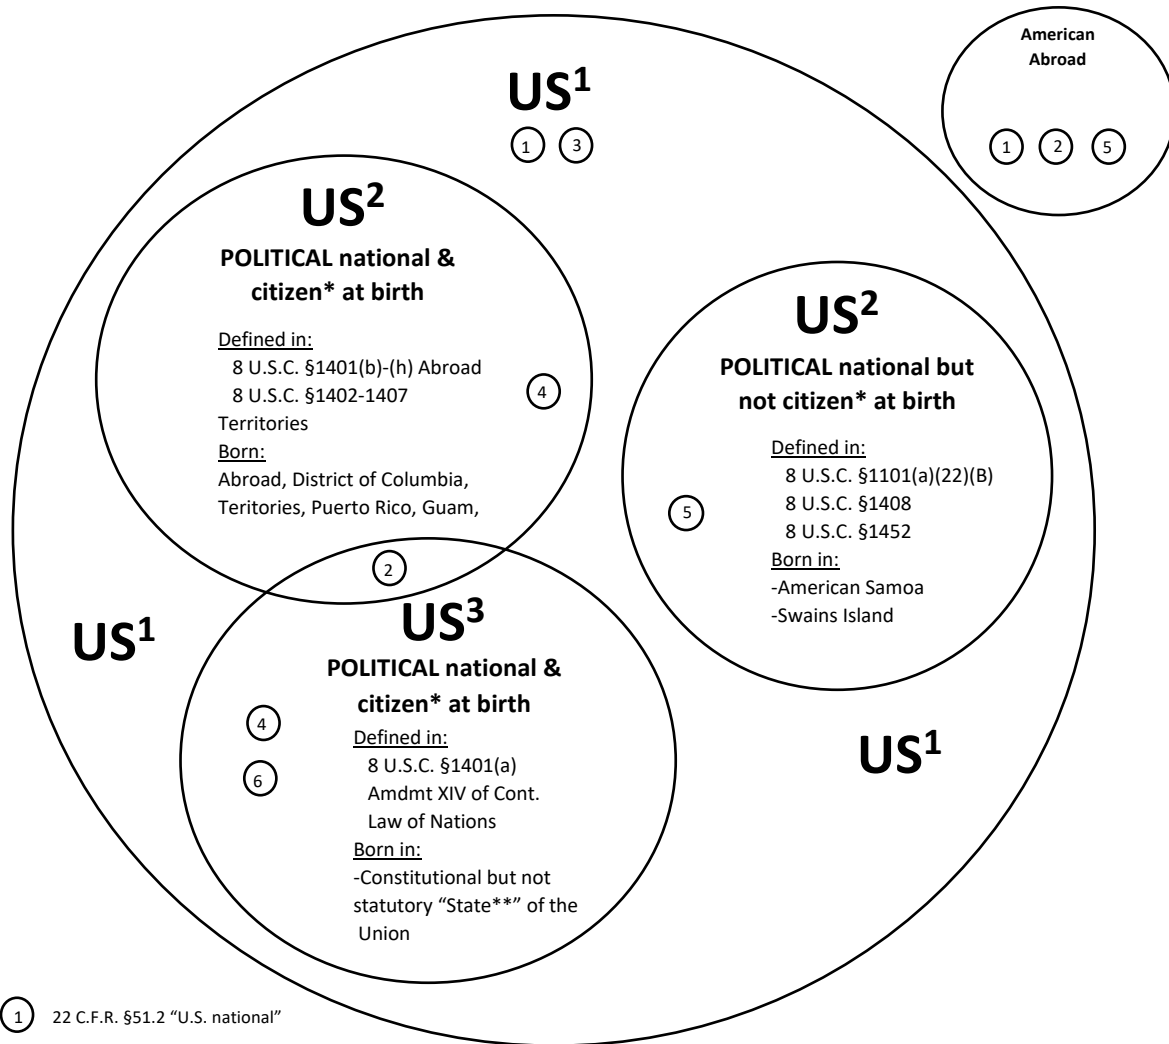 American
Abroad
1 2 5
US¹
1 3
US²
POLITICAL national &
citizen* at birth
Defined in:
8 U.S.C. §1401(b)-(h) Abroad
8 U.S.C. §1402-1407
Territories
Born:
Abroad, District of Columbia,
Territories, Puerto Rico, Guam,
4
US²
POLITICAL national but
not citizen* at birth
Defined in:
8 U.S.C. §1101(a)(22)(B)
8 U.S.C. §1408
8 U.S.C. §1452
Born in:
-American Samoa
-Swains Island
5
2
US¹
US³
POLITICAL national &
citizen* at birth
Defined in:
8 U.S.C. §1401(a)
Amdmt XIV of Cont.
Law of Nations
Born in:
-Constitutional but not
statutory “State**” of the
Union
4
6
US¹
1 22 C.F.R. §51.2 “U.S. national”